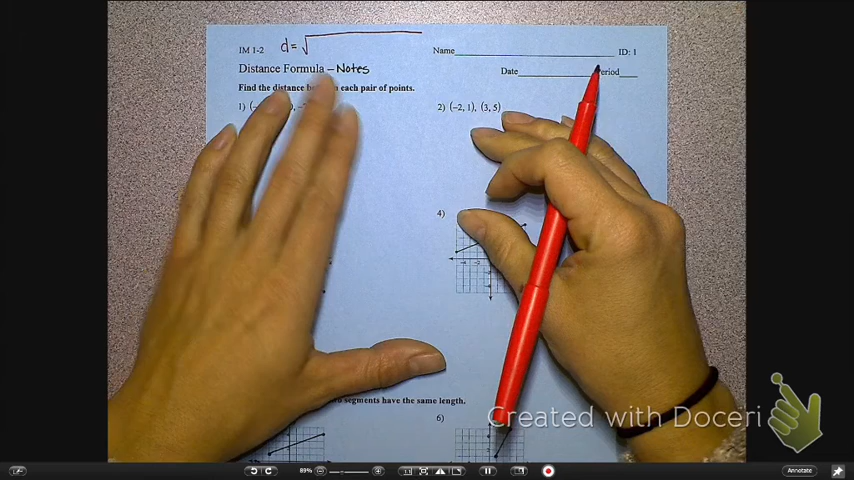 IM 1-2 d=√
Name ID: 1
Distance Formula – Notes
Date Period
Find the distance each pair of points.
1) 2) (−2, 1), (3, 5)
4)
segments have the same length.
6)
Created with Doceri
89%
Annotate